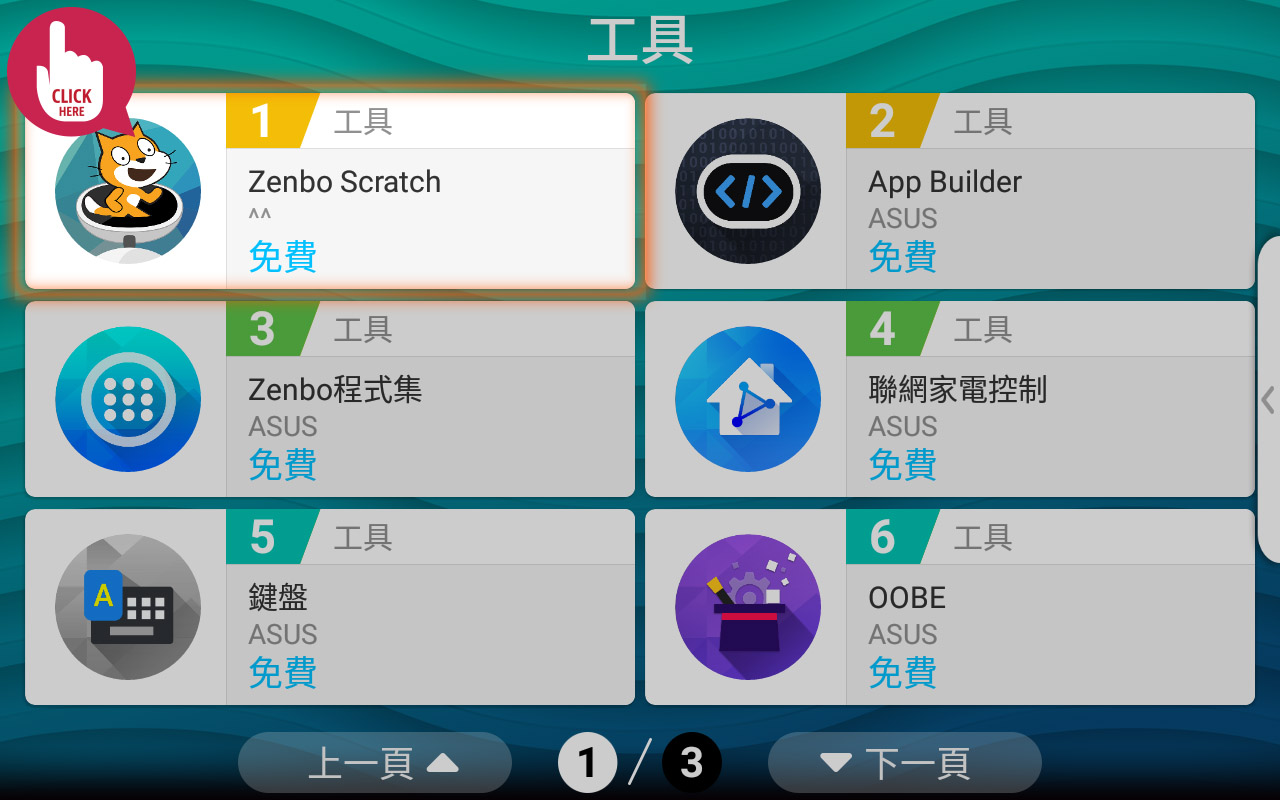 工具
CLICK
HERE
1 工具
Zenbo Scratch
^^
免費
2 工具
App Builder
ASUS
免費
3 工具
Zenbo程式集
ASUS
免費
4 工具
聯網家電控制
ASUS
免費
5 工具
A
鍵盤
ASUS
免費
6 工具
OOBE
ASUS
免費
上一頁 1 / 3 下一頁